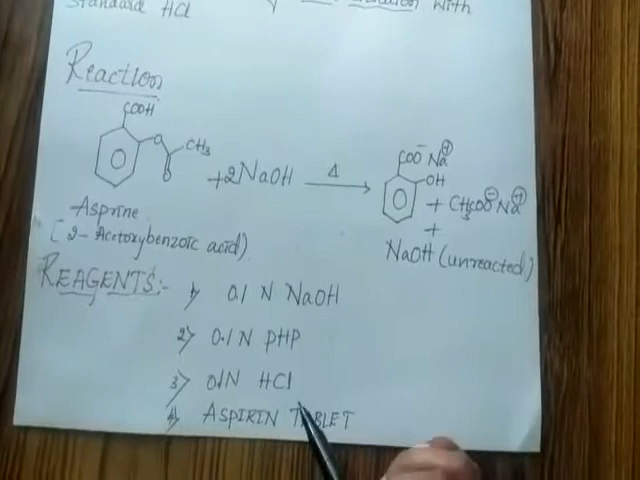 Standard HCl with
Reaction
COOH
O
CH₃
O
+2NaOH
Δ
COO⁻ Na⊕
OH
+ CH₃COO⊖ Na⊕
+
NaOH (unreacted)
Asprine
[2-Acetoxybenzoic acid)
REAGENTS:-
1) 0.1 N NaOH
2) 0.1 N PHP
3) 0.1N HCl
4) ASPIRIN TABLET